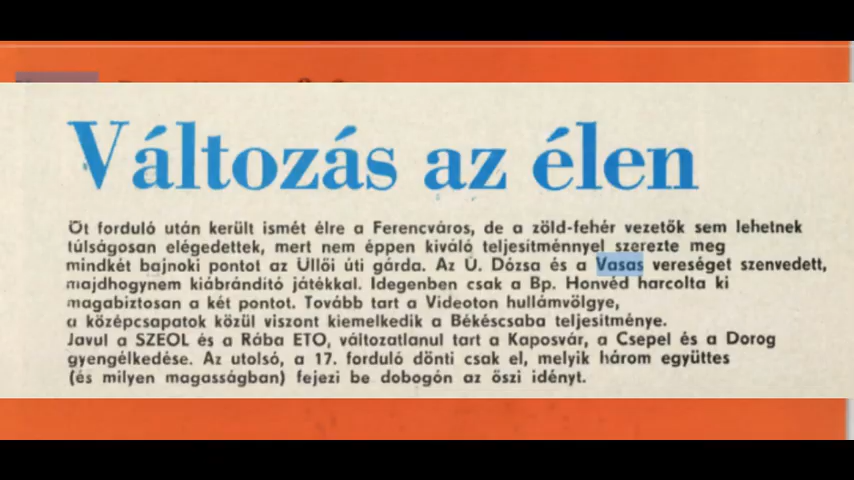 Változás az élen
Öt forduló után került ismét élre a Ferencváros, de a zöld-fehér vezetők sem lehetnek
túlságosan elégedettek, mert nem éppen kiváló teljesítménnyel szerezte meg
mindkét bajnoki pontot az Üllői úti gárda. Az Ú. Dózsa és a Vasas vereséget szenvedett,
majdhogynem kiábrándító játékkal. Idegenben csak a Bp. Honvéd harcolta ki
magabiztosan a két pontot. Tovább tart a Videoton hullámvölgye,
a középcsapatok közül viszont kiemelkedik a Békéscsaba teljesítménye.
Javul a SZEOL és a Rába ETO, változatlanul tart a Kaposvár, a Csepel és a Dorog
gyengélkedése. Az utolsó, a 17. forduló dönti csak el, melyik három együttes
(és milyen magasságban) fejezi be dobogón az őszi idényt.